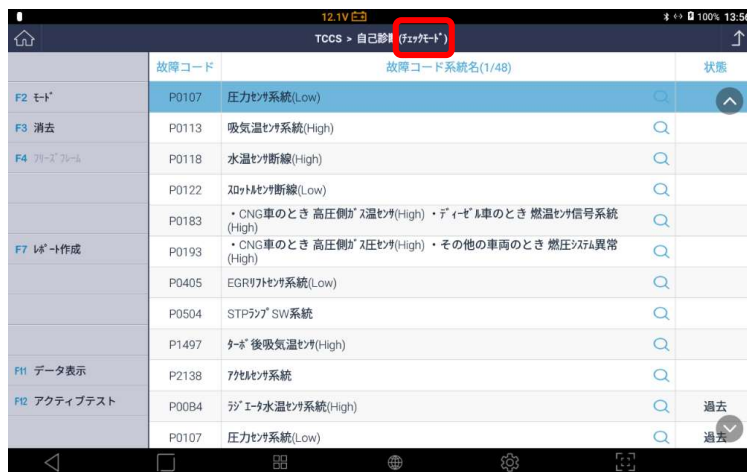 12.1V
100% 13:56
TCCS > 自己診断(ﾁｪｯｸﾓｰﾄﾞ)
故障コード 故障コード系統名(1/48) 状態
F2 ﾓｰﾄﾞ
P0107 圧力ｾﾝｻ系統(Low)
F3 消去
P0113 吸気温ｾﾝｻ系統(High)
F4 ﾌﾘｰｽﾞﾌﾚｰﾑ
P0118 水温ｾﾝｻ断線(High)
P0122 ｽﾛｯﾄﾙｾﾝｻ断線(Low)
P0183 ・CNG車のとき 高圧側ｶﾞｽ温ｾﾝｻ(High) ・ﾃﾞｨｰｾﾞﾙ車のとき 燃温ｾﾝｻ信号系統
(High)
F7 ﾚﾎﾟｰﾄ作成
P0193 ・CNG車のとき 高圧側ｶﾞｽ圧ｾﾝｻ(High) ・その他の車両のとき 燃圧ｼｽﾃﾑ異常
(High)
P0405 EGRﾘﾌﾄｾﾝｻ系統(Low)
P0504 STPﾗﾝﾌﾟSW系統
P1497 ﾀｰﾎﾞ後吸気温ｾﾝｻ(High)
F11 データ表示
P2138 ｱｸｾﾙｾﾝｻ系統
F12 アクティブテスト
P00B4 ﾗｼﾞｴｰﾀ水温ｾﾝｻ系統(High) 過去
P0107 圧力ｾﾝｻ系統(Low) 過去